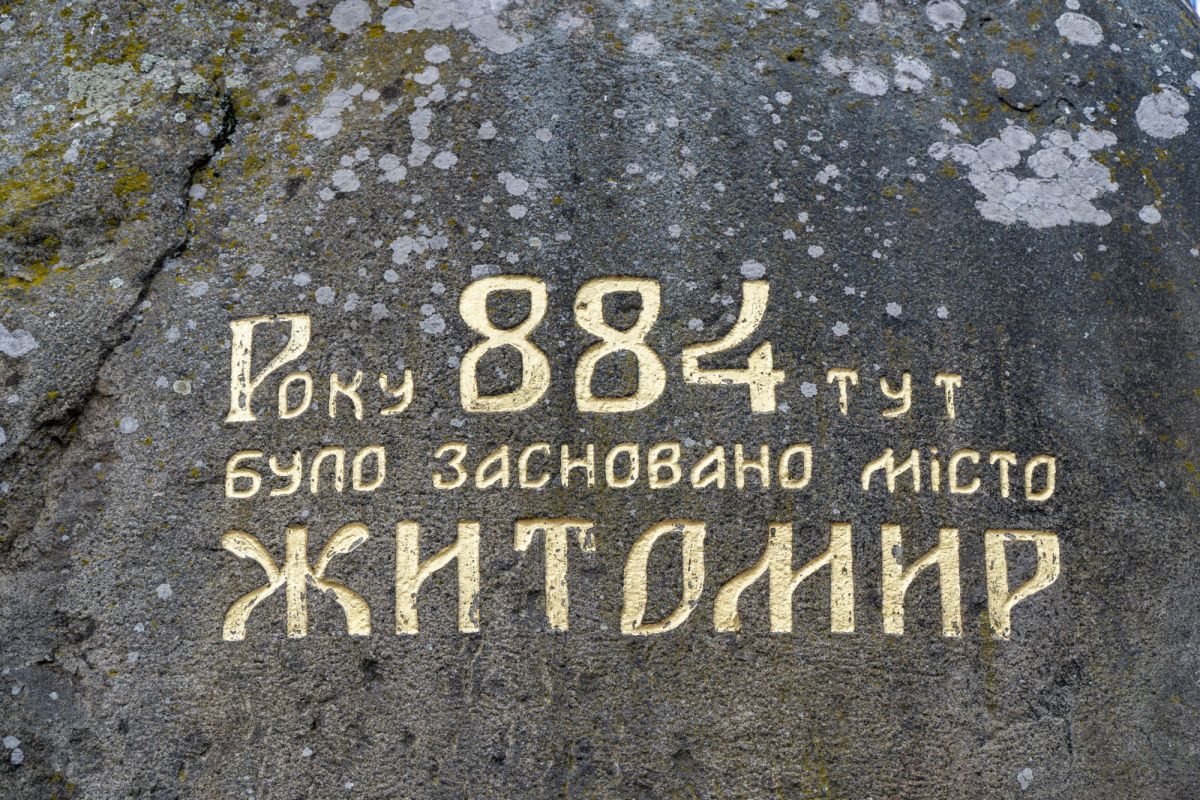 Року 884 тут
було засновано місто
ЖИТОМИР